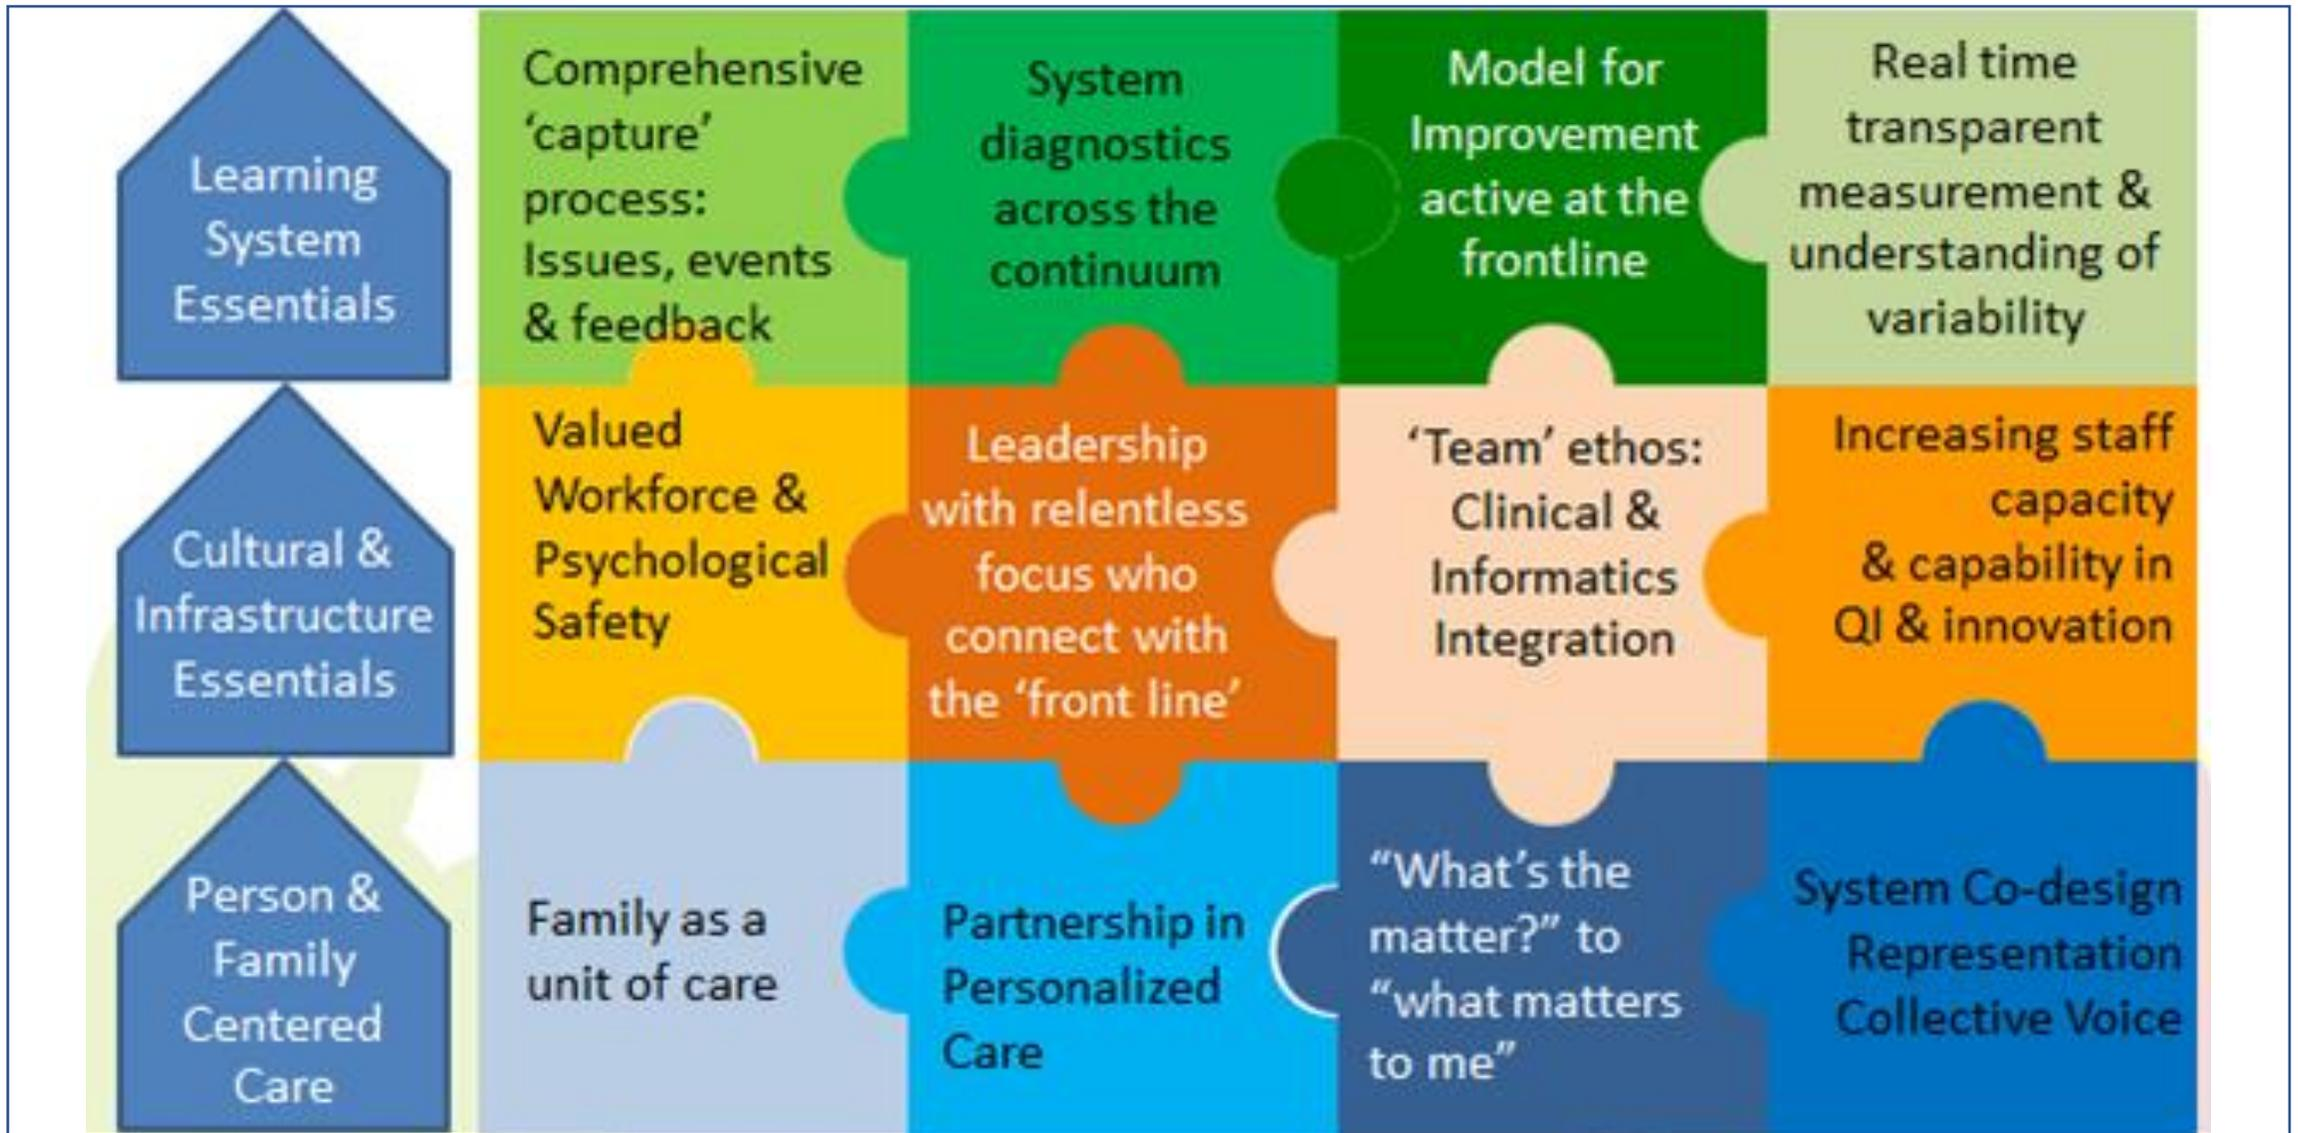 Learning
System
Essentials
Comprehensive
‘capture’
process:
Issues, events
& feedback
System
diagnostics
across the
continuum
Model for
Improvement
active at the
frontline
Real time
transparent
measurement &
understanding of
variability
Cultural &
Infrastructure
Essentials
Valued
Workforce &
Psychological
Safety
Leadership
with relentless
focus who
connect with
the ‘front line’
‘Team’ ethos:
Clinical &
Informatics
Integration
Increasing staff
capacity
& capability in
QI & innovation
Person &
Family
Centered
Care
Family as a
unit of care
Partnership in
Personalized
Care
“What’s the
matter?” to
“what matters
to me”
System Co-design
Representation
Collective Voice